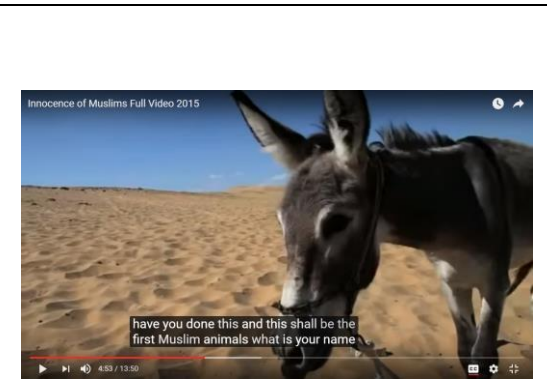 Innocence of Muslims Full Video 2015
have you done this and this shall be the
first Muslim animals what is your name
4:53 / 13:50
CC